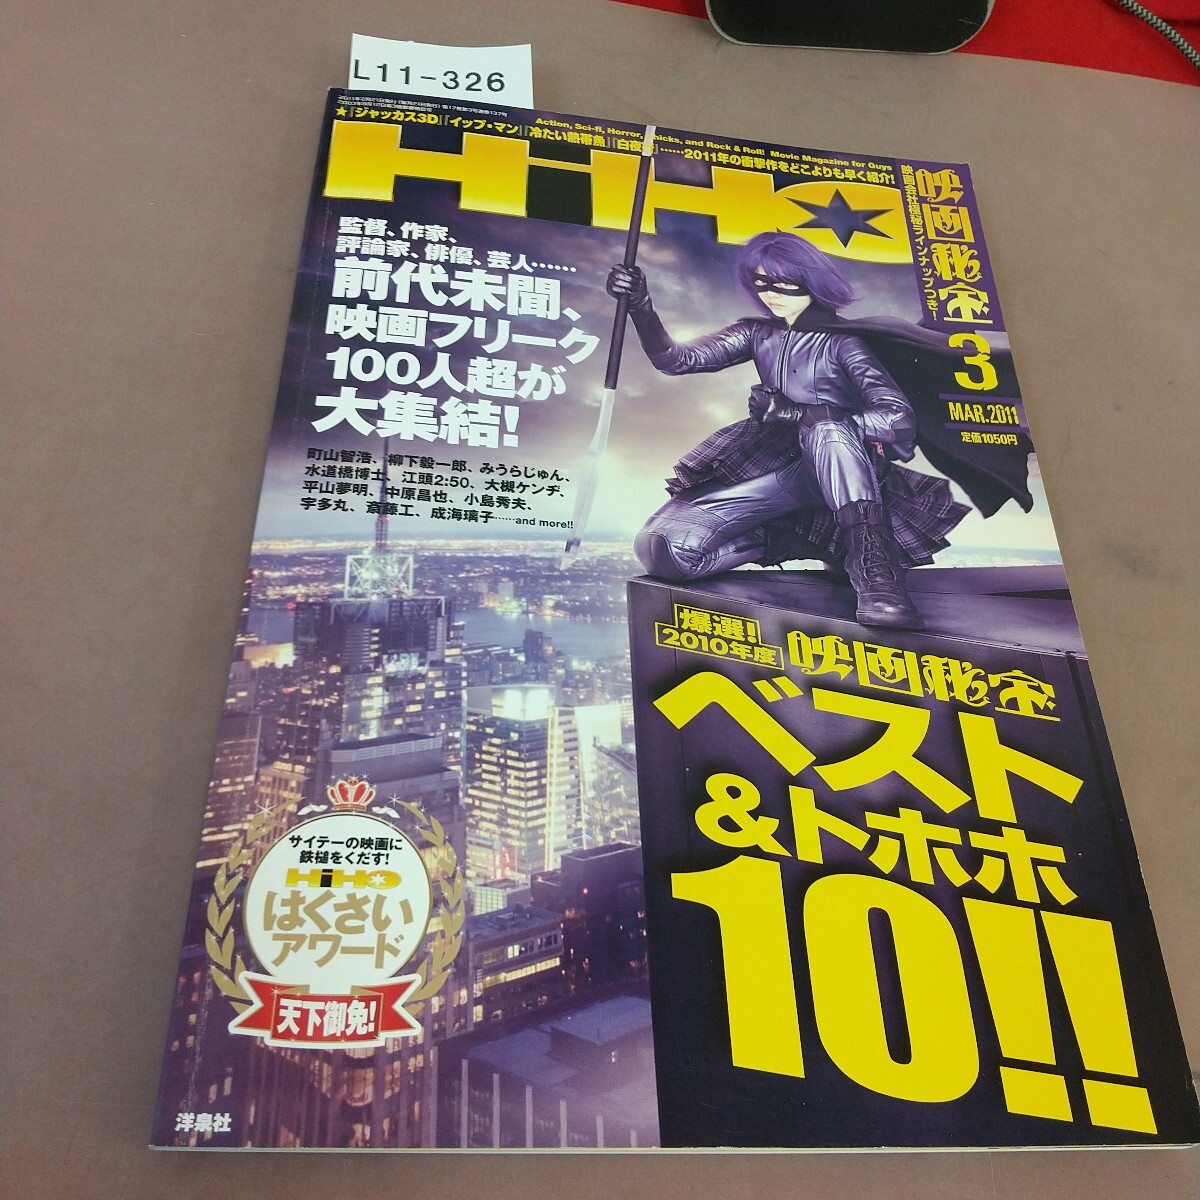 L11-326
★『ジャッカス3D』『イップ・マン』『冷たい熱帯魚』『白夜行』……2011年の衝撃作をどこよりも早く紹介!
Action, Sci-fi, Horror, Chicks, and Rock & Roll! Movie Magazine for Guys
HiHO
映画秘宝
映画会社極秘ラインナップつき!
3
MAR.2011
定価1050円
監督、作家、
評論家、俳優、芸人……
前代未聞、
映画フリーク
100人超が
大集結!
町山智浩、柳下毅一郎、みうらじゅん、
水道橋博士、江頭2:50、大槻ケンヂ、
平山夢明、中原昌也、小島秀夫、
宇多丸、斎藤工、成海璃子……and more!!
爆選!
2010年度
映画秘宝
ベスト
&トホホ
10!!
サイテーの映画に
鉄槌をくだす!
HiHO
はくさい
アワード
天下御免!
洋泉社